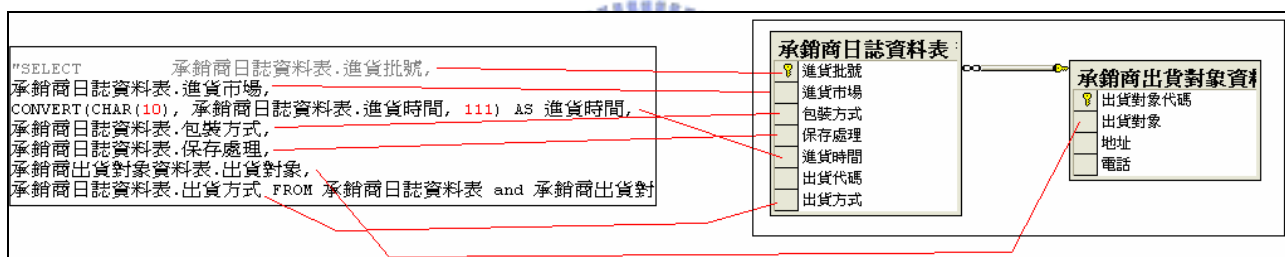 "SELECT 承銷商日誌資料表.進貨批號,
承銷商日誌資料表.進貨市場,
CONVERT(CHAR(10), 承銷商日誌資料表.進貨時間, 111) AS 進貨時間,
承銷商日誌資料表.包裝方式,
承銷商日誌資料表.保存處理,
承銷商出貨對象資料表.出貨對象,
承銷商日誌資料表.出貨方式 FROM 承銷商日誌資料表 and 承銷商出貨對
承銷商日誌資料表
進貨批號
進貨市場
包裝方式
保存處理
進貨時間
出貨代碼
出貨方式
承銷商出貨對象資料
出貨對象代碼
出貨對象
地址
電話